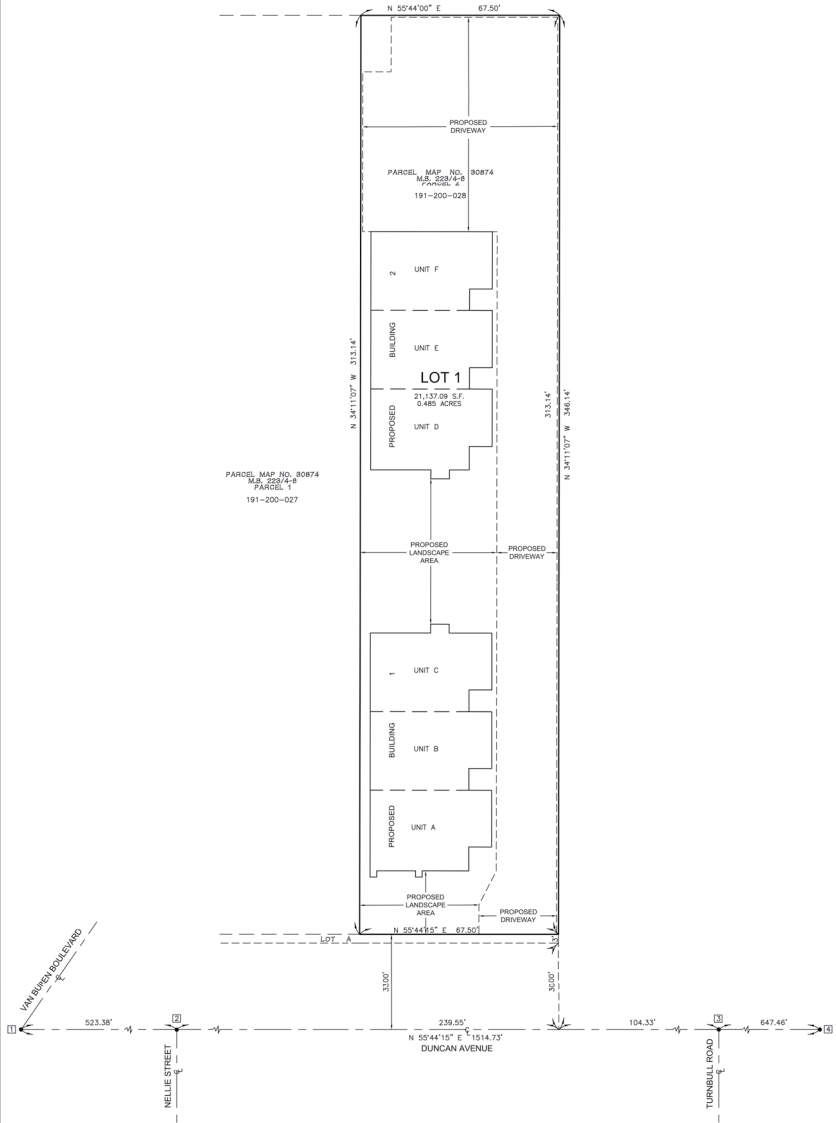 N 55°44'00" E 67.50'
PROPOSED
DRIVEWAY
PARCEL MAP NO. 30874
M.B. 223/4-6
PARCEL 2
191-200-028
2
UNIT F
BUILDING
UNIT E
LOT 1
21,137.09 S.F.
0.485 ACRES
PROPOSED
UNIT D
N 34°11'07" W 313.14'
313.14'
N 34°11'07" W 346.14'
PARCEL MAP NO. 30874
M.B. 223/4-6
PARCEL 1
191-200-027
PROPOSED
LANDSCAPE
AREA
PROPOSED
DRIVEWAY
1
UNIT C
BUILDING
UNIT B
PROPOSED
UNIT A
PROPOSED
LANDSCAPE
AREA
PROPOSED
DRIVEWAY
N 55°44'15" E 67.50'
LOT A
3'
VAN BUREN BOULEVARD
33.00'
30.00'
1
523.38'
2
239.55'
104.33'
3
647.46'
4
N 55°44'15" E 1514.73'
DUNCAN AVENUE
NELLIE STREET
TURNBULL ROAD